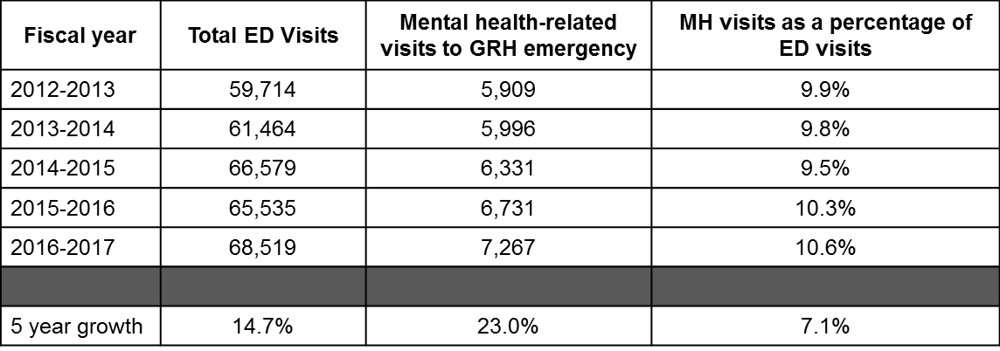 Fiscal year
Total ED Visits
Mental health-related
visits to GRH emergency
MH visits as a percentage of
ED visits
2012-2013 59,714 5,909 9.9%
2013-2014 61,464 5,996 9.8%
2014-2015 66,579 6,331 9.5%
2015-2016 65,535 6,731 10.3%
2016-2017 68,519 7,267 10.6%
5 year growth 14.7% 23.0% 7.1%